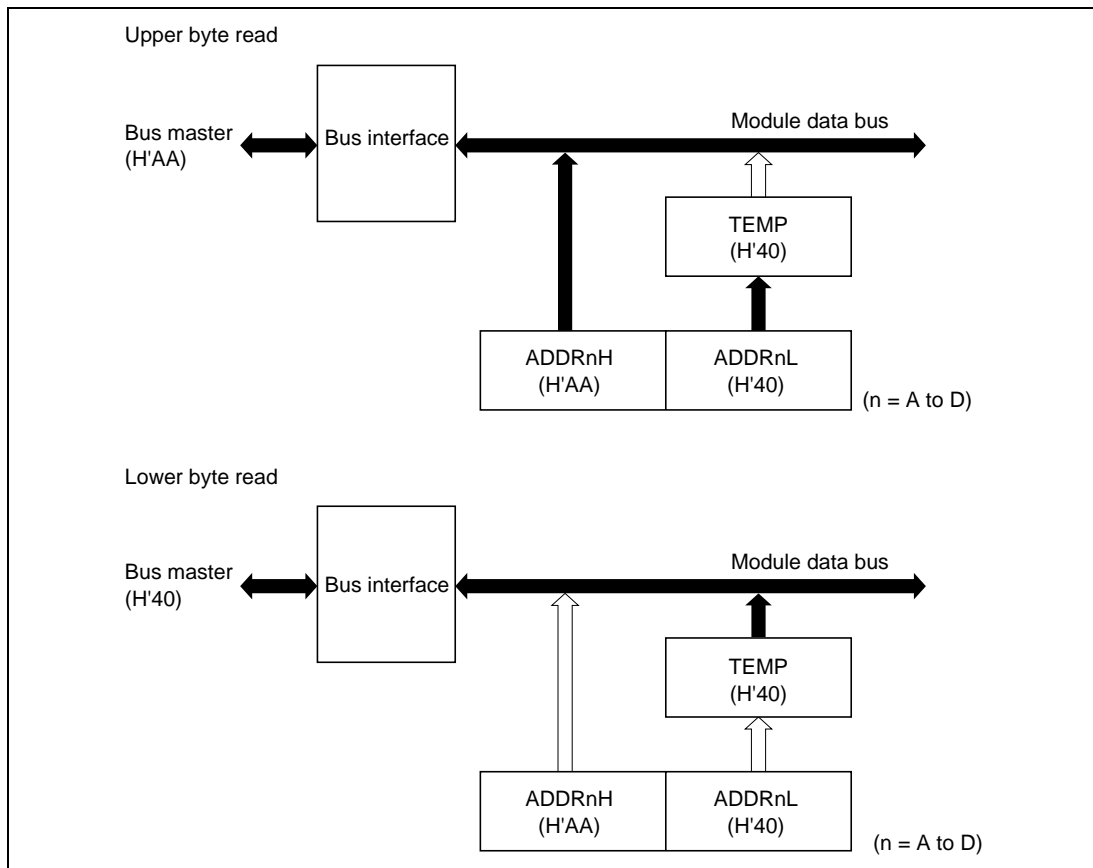 Upper byte read
Bus master
(H'AA)
Bus interface
Module data bus
TEMP
(H'40)
ADDRnH
(H'AA)
ADDRnL
(H'40)
(n = A to D)
Lower byte read
Bus master
(H'40)
Bus interface
Module data bus
TEMP
(H'40)
ADDRnH
(H'AA)
ADDRnL
(H'40)
(n = A to D)